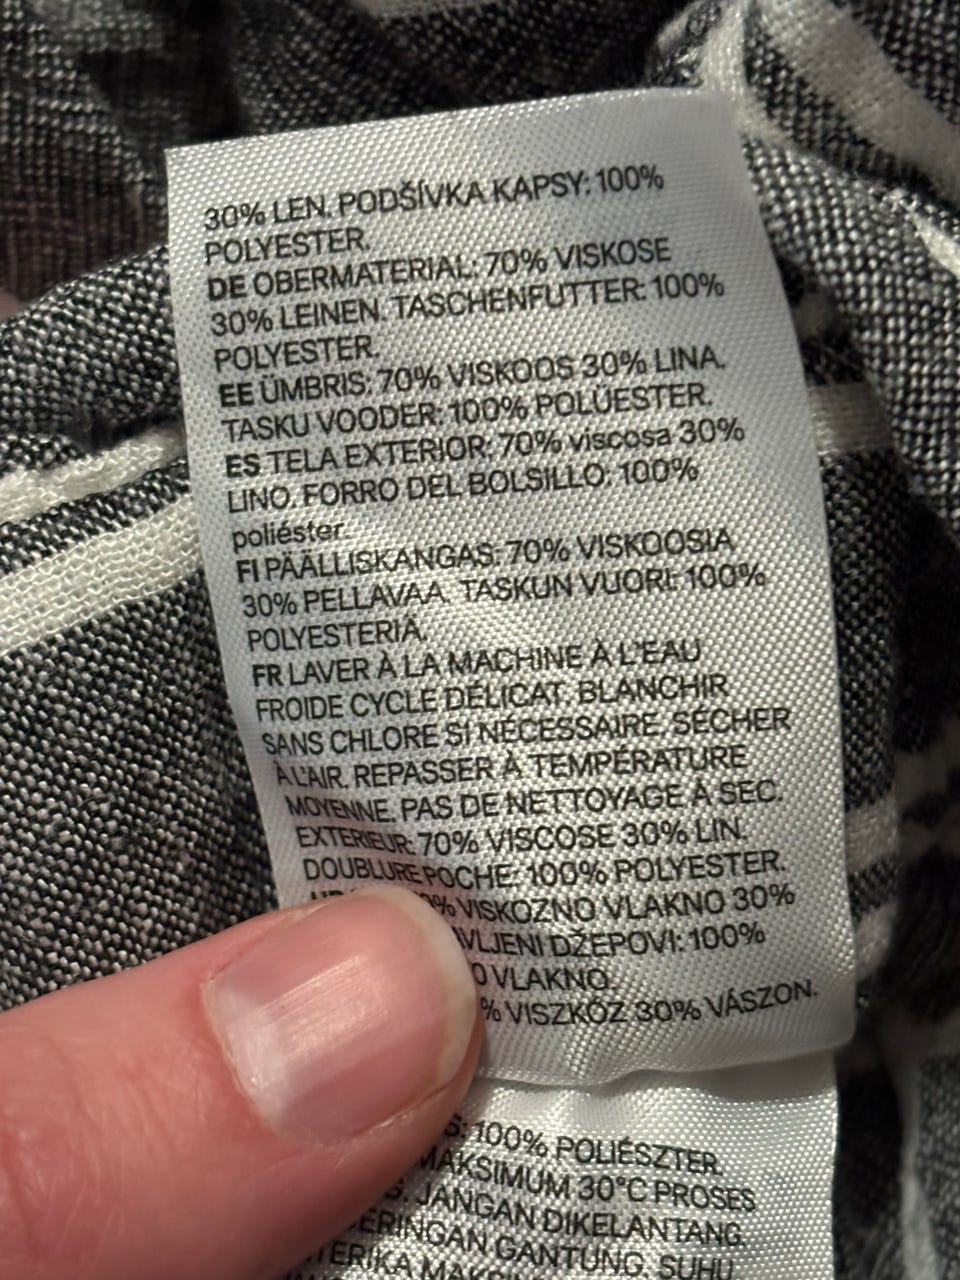 30% LEN. PODŠÍVKA KAPSY: 100%
POLYESTER.
DE OBERMATERIAL: 70% VISKOSE
30% LEINEN. TASCHENFUTTER: 100%
POLYESTER.
EE ÜMBRIS: 70% VISKOOS 30% LINA.
TASKU VOODER: 100% POLÜESTER.
ES TELA EXTERIOR: 70% viscosa 30%
LINO. FORRO DEL BOLSILLO: 100%
poliéster.
FI PÄÄLLISKANGAS: 70% VISKOOSIA
30% PELLAVAA. TASKUN VUORI: 100%
POLYESTERIÄ.
FR LAVER À LA MACHINE À L'EAU
FROIDE CYCLE DÉLICAT. BLANCHIR
SANS CHLORE SI NÉCESSAIRE. SÉCHER
À L'AIR. REPASSER À TEMPÉRATURE
MOYENNE. PAS DE NETTOYAGE À SEC.
EXTERIEUR: 70% VISCOSE 30% LIN.
DOUBLURE POCHE: 100% POLYESTER.
% VISKOZNO VLAKNO 30%
DŽEPOVI: 100%
VLAKNO.
% VISZKÓZ 30% VÁSZON.
100% POLIÉSZTER.
MAKSIMUM 30°C PROSES
JANGAN DIKELANTANG.
GANTUNG. SUHU